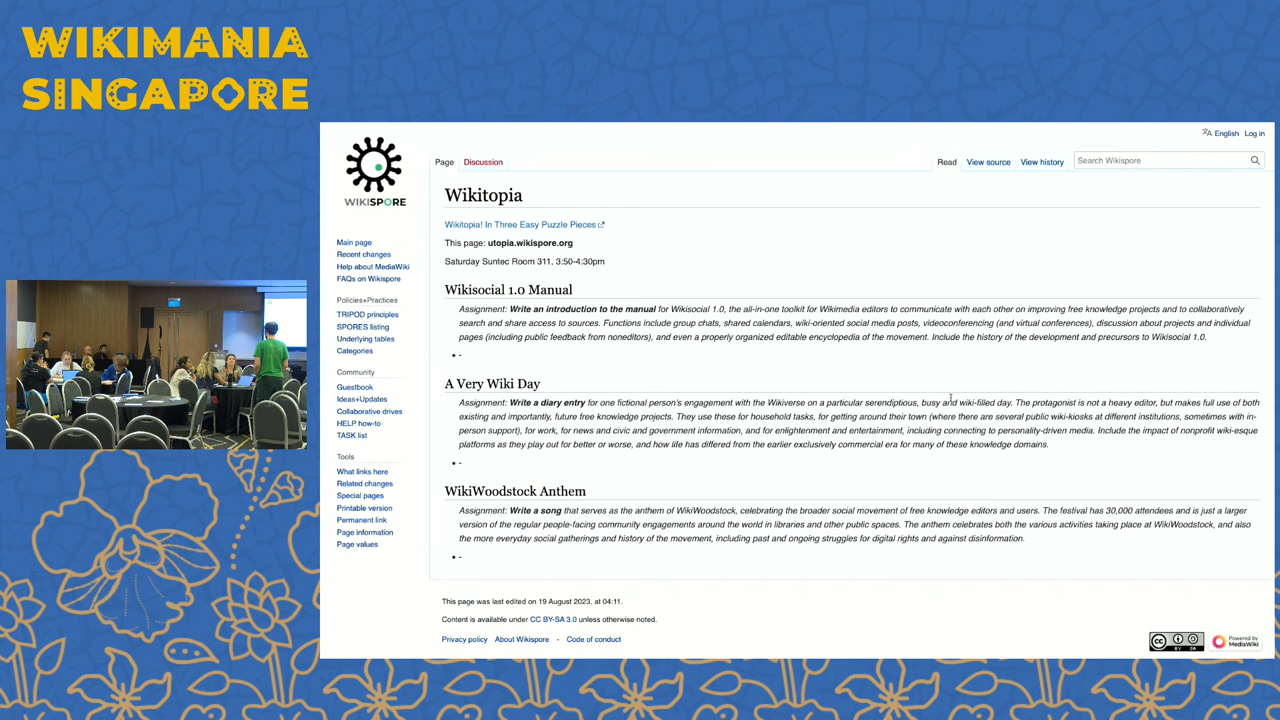 WIKIMANIA
SINGAPORE
English Log in
WIKISPORE
Page Discussion Read View source View history Search Wikispore
Wikitopia
Wikitopia! In Three Easy Puzzle Pieces
This page: utopia.wikispore.org
Saturday Suntec Room 311, 3:50-4:30pm
Main page
Recent changes
Help about MediaWiki
FAQs on Wikispore
Policies+Practices
TRIPOD principles
SPORES listing
Underlying tables
Categories
Community
Guestbook
Ideas+Updates
Collaborative drives
HELP how-to
TASK list
Tools
What links here
Related changes
Special pages
Printable version
Permanent link
Page information
Page values
Wikisocial 1.0 Manual
Assignment: Write an introduction to the manual for Wikisocial 1.0, the all-in-one toolkit for Wikimedia editors to communicate with each other on improving free knowledge projects and to collaboratively
search and share access to sources. Functions include group chats, shared calendars, wiki-oriented social media posts, videoconferencing (and virtual conferences), discussion about projects and individual
pages (including public feedback from noneditors), and even a properly organized editable encyclopedia of the movement. Include the history of the development and precursors to Wikisocial 1.0.
• -
A Very Wiki Day
Assignment: Write a diary entry for one fictional person's engagement with the Wikiverse on a particular serendipitous, busy and wiki-filled day. The protagonist is not a heavy editor, but makes full use of both
existing and importantly, future free knowledge projects. They use these for household tasks, for getting around their town (where there are several public wiki-kiosks at different institutions, sometimes with in-
person support), for work, for news and civic and government information, and for enlightenment and entertainment, including connecting to personality-driven media. Include the impact of nonprofit wiki-esque
platforms as they play out for better or worse, and how life has differed from the earlier exclusively commercial era for many of these knowledge domains.
• -
WikiWoodstock Anthem
Assignment: Write a song that serves as the anthem of WikiWoodstock, celebrating the broader social movement of free knowledge editors and users. The festival has 30,000 attendees and is just a larger
version of the regular people-facing community engagements around the world in libraries and other public spaces. The anthem celebrates both the various activities taking place at WikiWoodstock, and also
the more everyday social gatherings and history of the movement, including past and ongoing struggles for digital rights and against disinformation.
• -
This page was last edited on 19 August 2023, at 04:11.
Content is available under CC BY-SA 3.0 unless otherwise noted.
Privacy policy About Wikispore - Code of conduct
CC BY SA
Powered by
MediaWiki